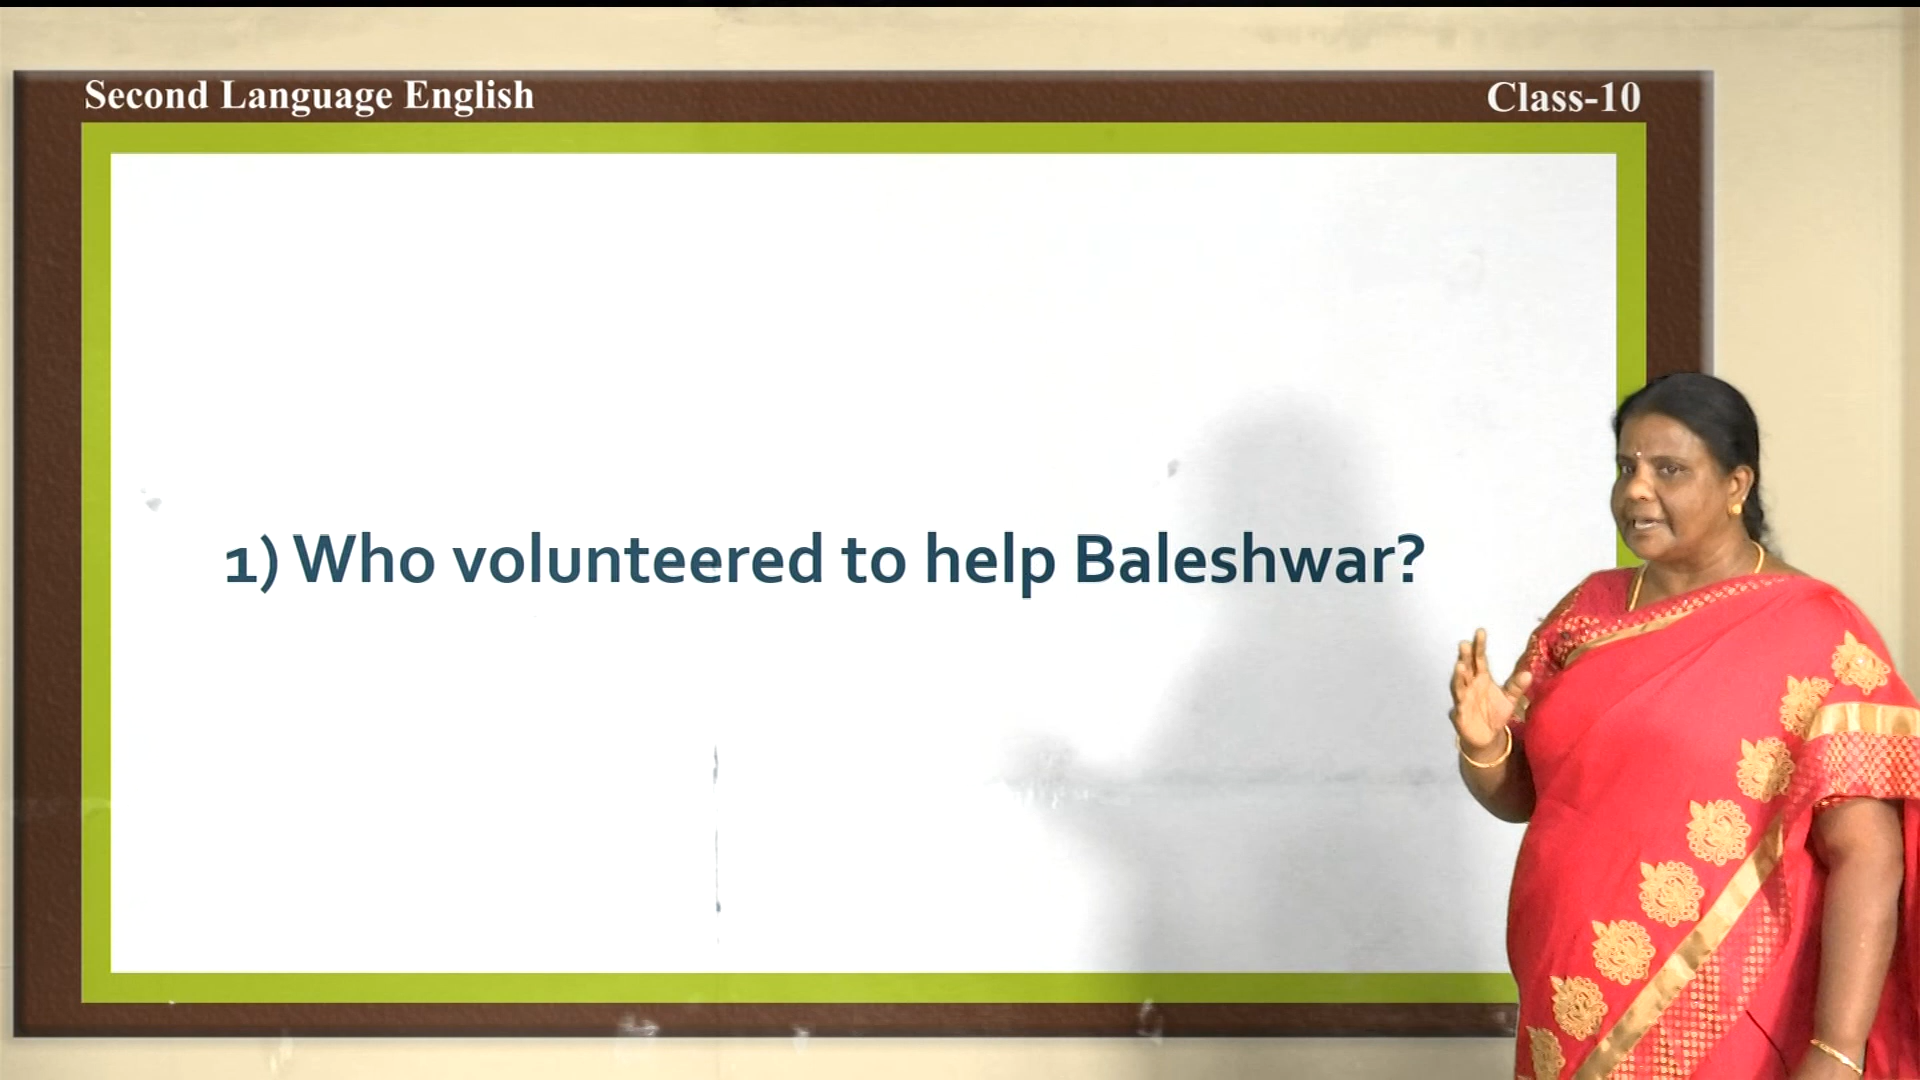 Second Language English
Class-10
1) Who volunteered to help Baleshwar?